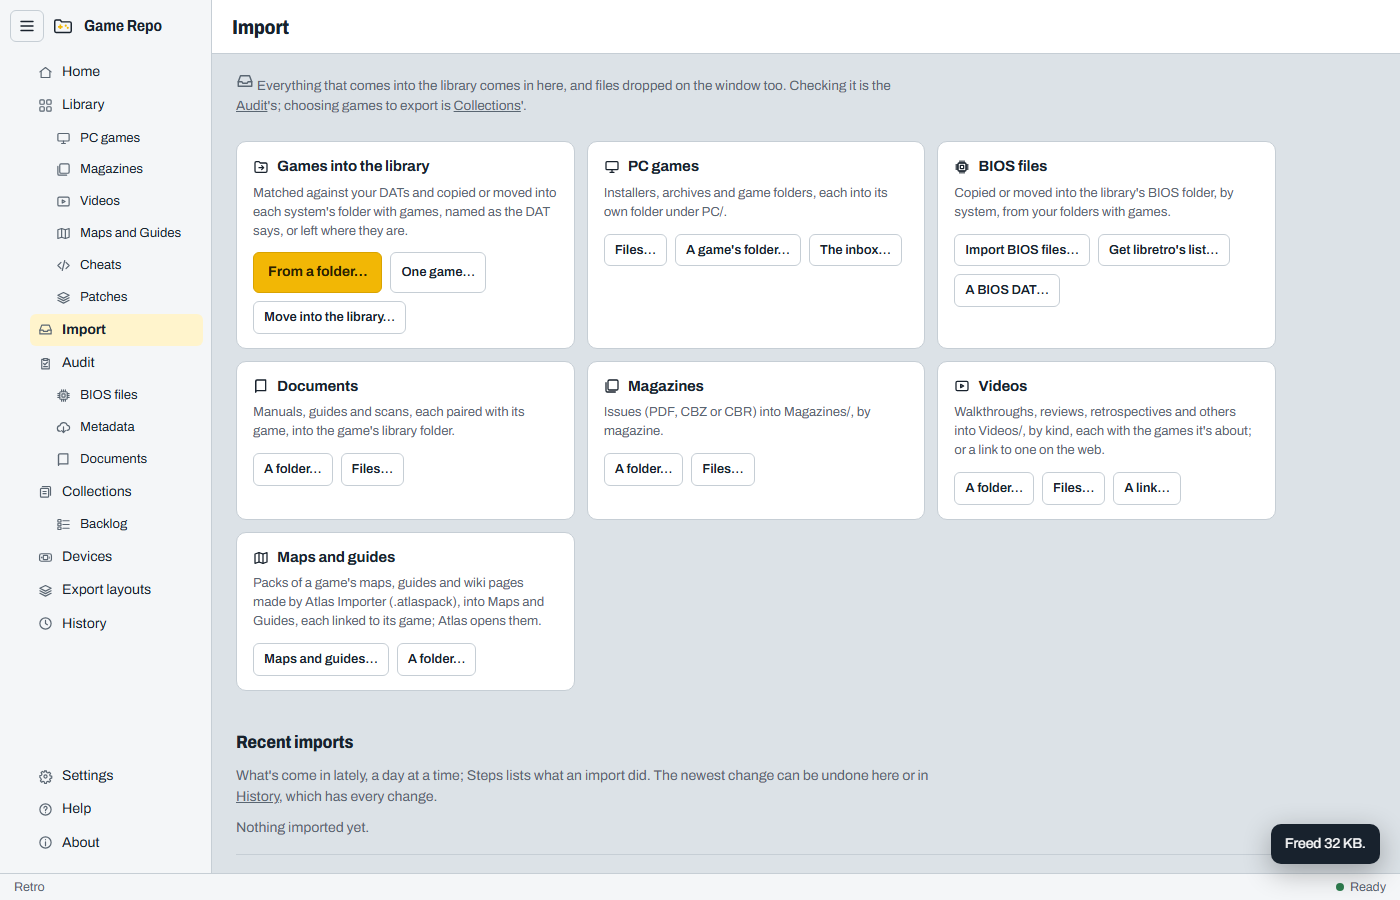 Game Repo
Home
Library
PC games
Magazines
Videos
Maps and Guides
Cheats
Patches
Import
Audit
BIOS files
Metadata
Documents
Collections
Backlog
Devices
Export layouts
History
Settings
Help
About
Import
Everything that comes into the library comes in here, and files dropped on the window too. Checking it is the
Audit's; choosing games to export is Collections'.
Games into the library
Matched against your DATs and copied or moved into
each system's folder with games, named as the DAT
says, or left where they are.
From a folder...
One game...
Move into the library...
PC games
Installers, archives and game folders, each into its
own folder under PC/.
Files...
A game's folder...
The inbox...
BIOS files
Copied or moved into the library's BIOS folder, by
system, from your folders with games.
Import BIOS files...
Get libretro's list...
A BIOS DAT...
Documents
Manuals, guides and scans, each paired with its
game, into the game's library folder.
A folder...
Files...
Magazines
Issues (PDF, CBZ or CBR) into Magazines/, by
magazine.
A folder...
Files...
Videos
Walkthroughs, reviews, retrospectives and others
into Videos/, by kind, each with the games it's about;
or a link to one on the web.
A folder...
Files...
A link...
Maps and guides
Packs of a game's maps, guides and wiki pages
made by Atlas Importer (.atlaspack), into Maps and
Guides, each linked to its game; Atlas opens them.
Maps and guides...
A folder...
Recent imports
What's come in lately, a day at a time; Steps lists what an import did. The newest change can be undone here or in
History, which has every change.
Nothing imported yet.
Freed 32 KB.
Retro
Ready